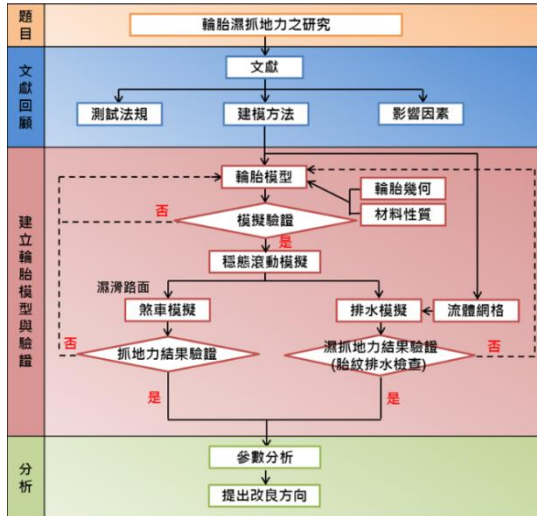 題目
輪胎濕抓地力之研究
文獻回顧
文獻
測試法規
建模方法
影響因素
建立輪胎模型與驗證
輪胎模型
輪胎幾何
材料性質
否
模擬驗證
是
穩態滾動模擬
濕滑路面
煞車模擬
排水模擬
流體網格
否
抓地力結果驗證
濕抓地力結果驗證
(胎紋排水檢查)
否
是
是
分析
參數分析
提出改良方向